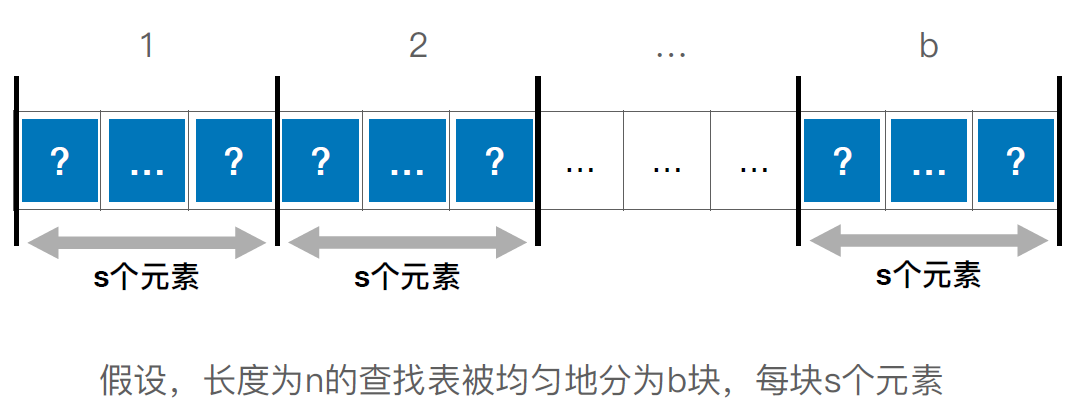 1 2 … b
? … ? ? … ? … … … ? … ?
s个元素 s个元素 s个元素
假设，长度为n的查找表被均匀地分为b块，每块s个元素